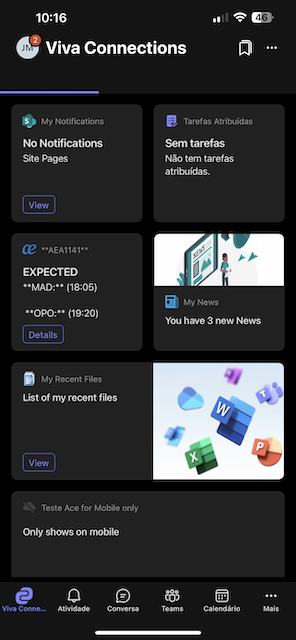 10:16
46
JM
2
Viva Connections
My Notifications
No Notifications
Site Pages
View
Tarefas Atribuídas
Sem tarefas
Não tem tarefas
atribuídas.
æ
**AEA1141**
EXPECTED
**MAD:** (18:05)
**OPO:** (19:20)
Details
NEWS
My News
You have 3 new News
My Recent Files
List of my recent files
View
W
X
P
T
Teste Ace for Mobile only
Only shows on mobile
Viva Conne...
Atividade
Conversa
Teams
Calendário
Mais